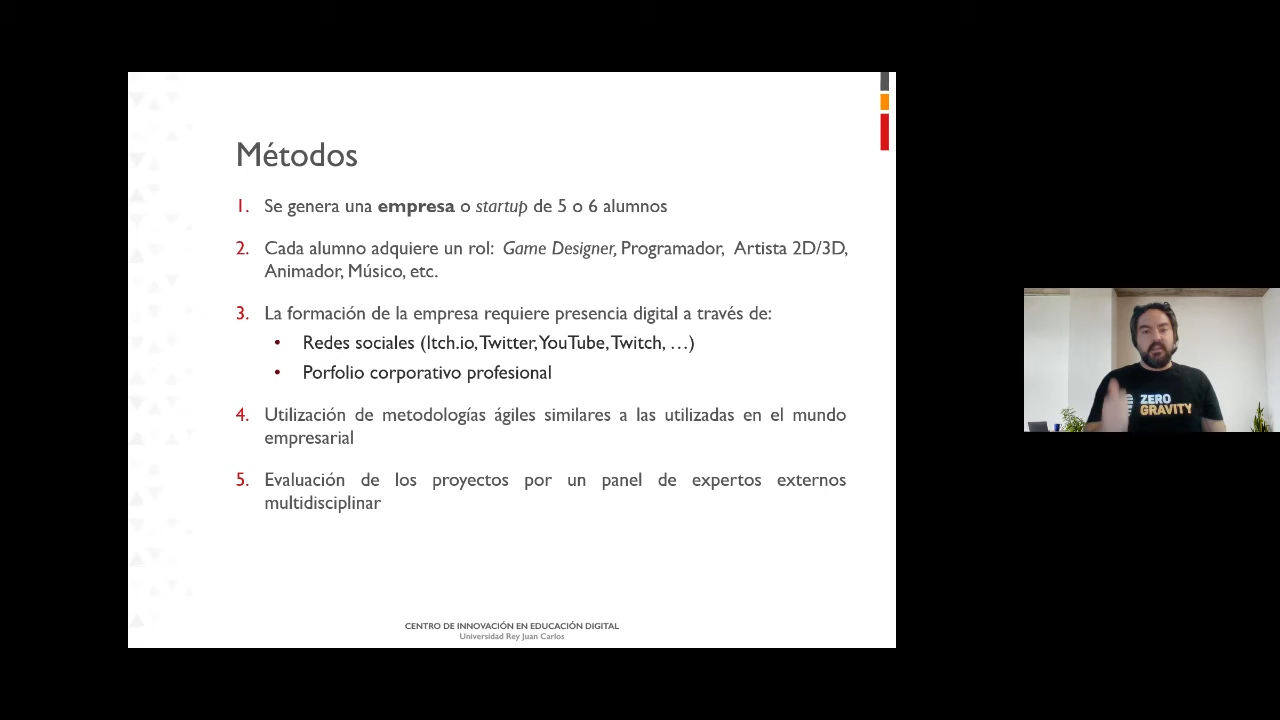 Métodos
1. Se genera una empresa o startup de 5 o 6 alumnos
2. Cada alumno adquiere un rol: Game Designer, Programador, Artista 2D/3D,
Animador, Músico, etc.
3. La formación de la empresa requiere presencia digital a través de:
• Redes sociales (Itch.io, Twitter, YouTube, Twitch, …)
• Porfolio corporativo profesional
4. Utilización de metodologías ágiles similares a las utilizadas en el mundo
empresarial
5. Evaluación de los proyectos por un panel de expertos externos
multidisciplinar
CENTRO DE INNOVACIÓN EN EDUCACIÓN DIGITAL
Universidad Rey Juan Carlos
ZERO
GRAVITY